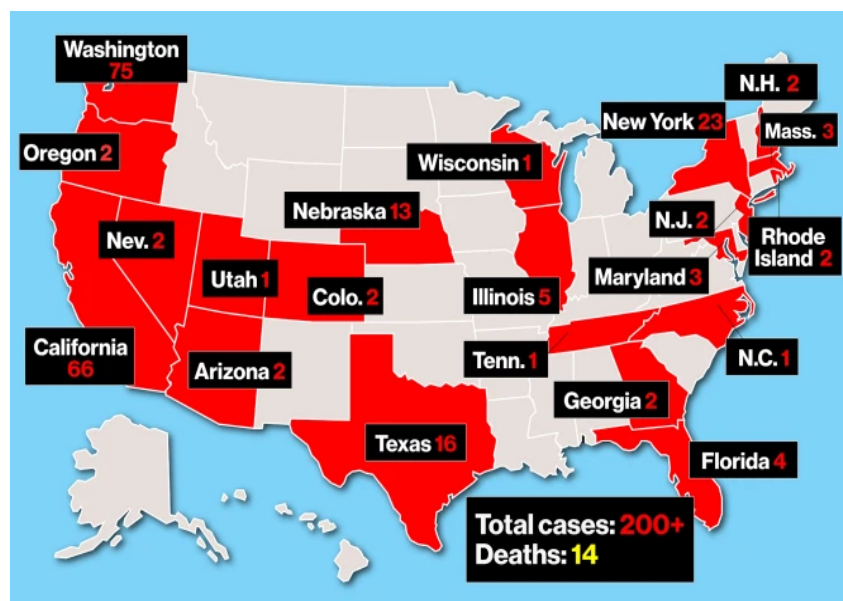 Washington
75
N.H. 2
New York 23
Mass. 3
Oregon 2
Wisconsin 1
Nebraska 13
N.J. 2
Nev. 2
Rhode
Island 2
Utah 1
Colo. 2
Illinois 5
Maryland 3
California
66
Arizona 2
Tenn. 1
N.C. 1
Georgia 2
Texas 16
Florida 4
Total cases: 200+
Deaths: 14